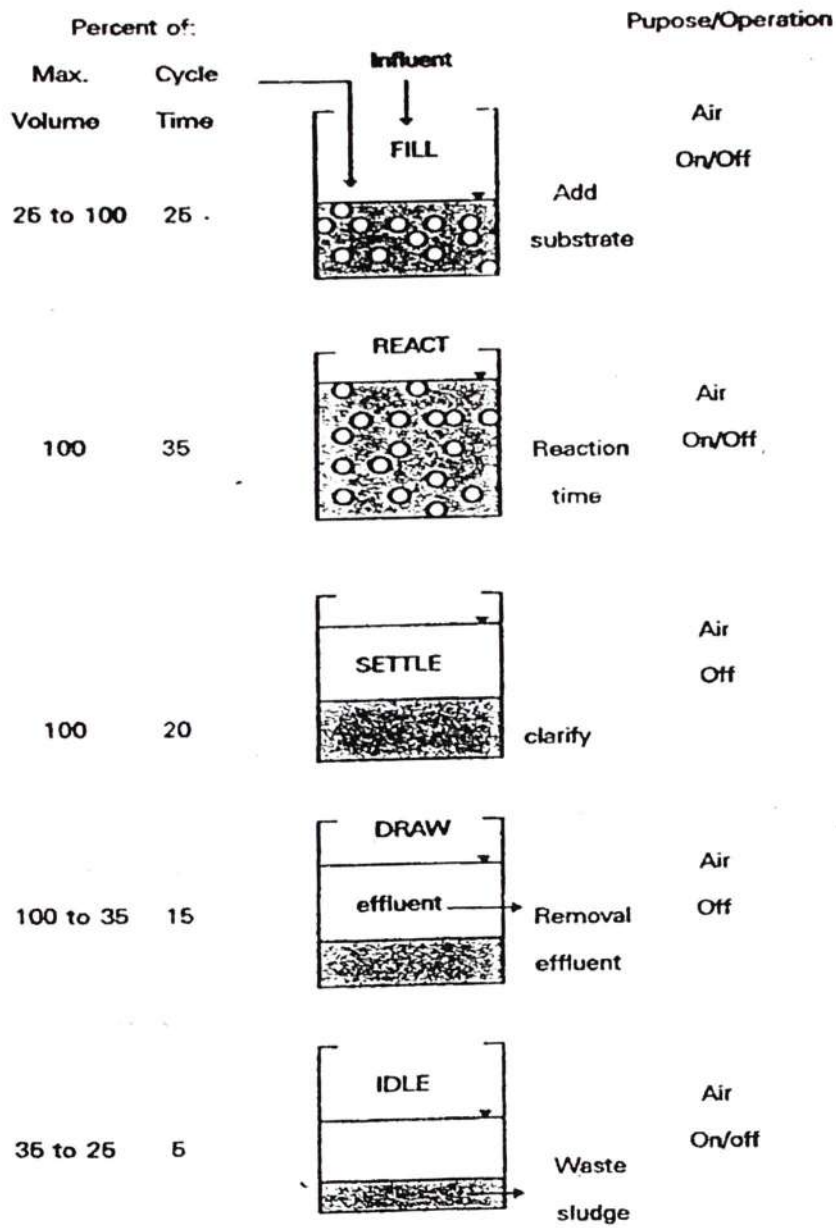 Percent of:
Pupose/Operation
Max. Cycle
Influent
Volume Time
Air
FILL
On/Off
25 to 100 25
Add
substrate
REACT
Air
100 35
Reaction
On/Off
time
Air
SETTLE
Off
100 20
clarify
DRAW
Air
100 to 35 15
effluent
Removal
Off
effluent
IDLE
Air
On/off
35 to 25 5
Waste
sludge